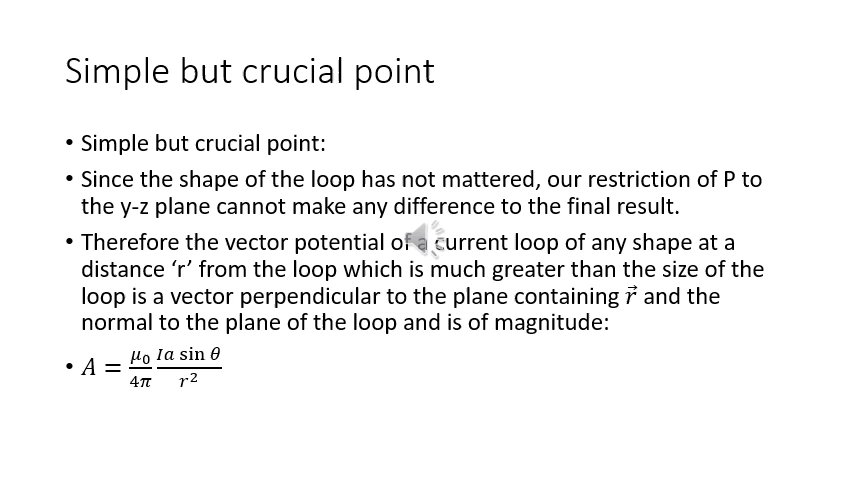 Simple but crucial point
• Simple but crucial point:
• Since the shape of the loop has not mattered, our restriction of P to
the y-z plane cannot make any difference to the final result.
• Therefore the vector potential of a current loop of any shape at a
distance ‘r’ from the loop which is much greater than the size of the
loop is a vector perpendicular to the plane containing r⃗ and the
normal to the plane of the loop and is of magnitude:
• A = μ₀/4π Ia sin θ/r²